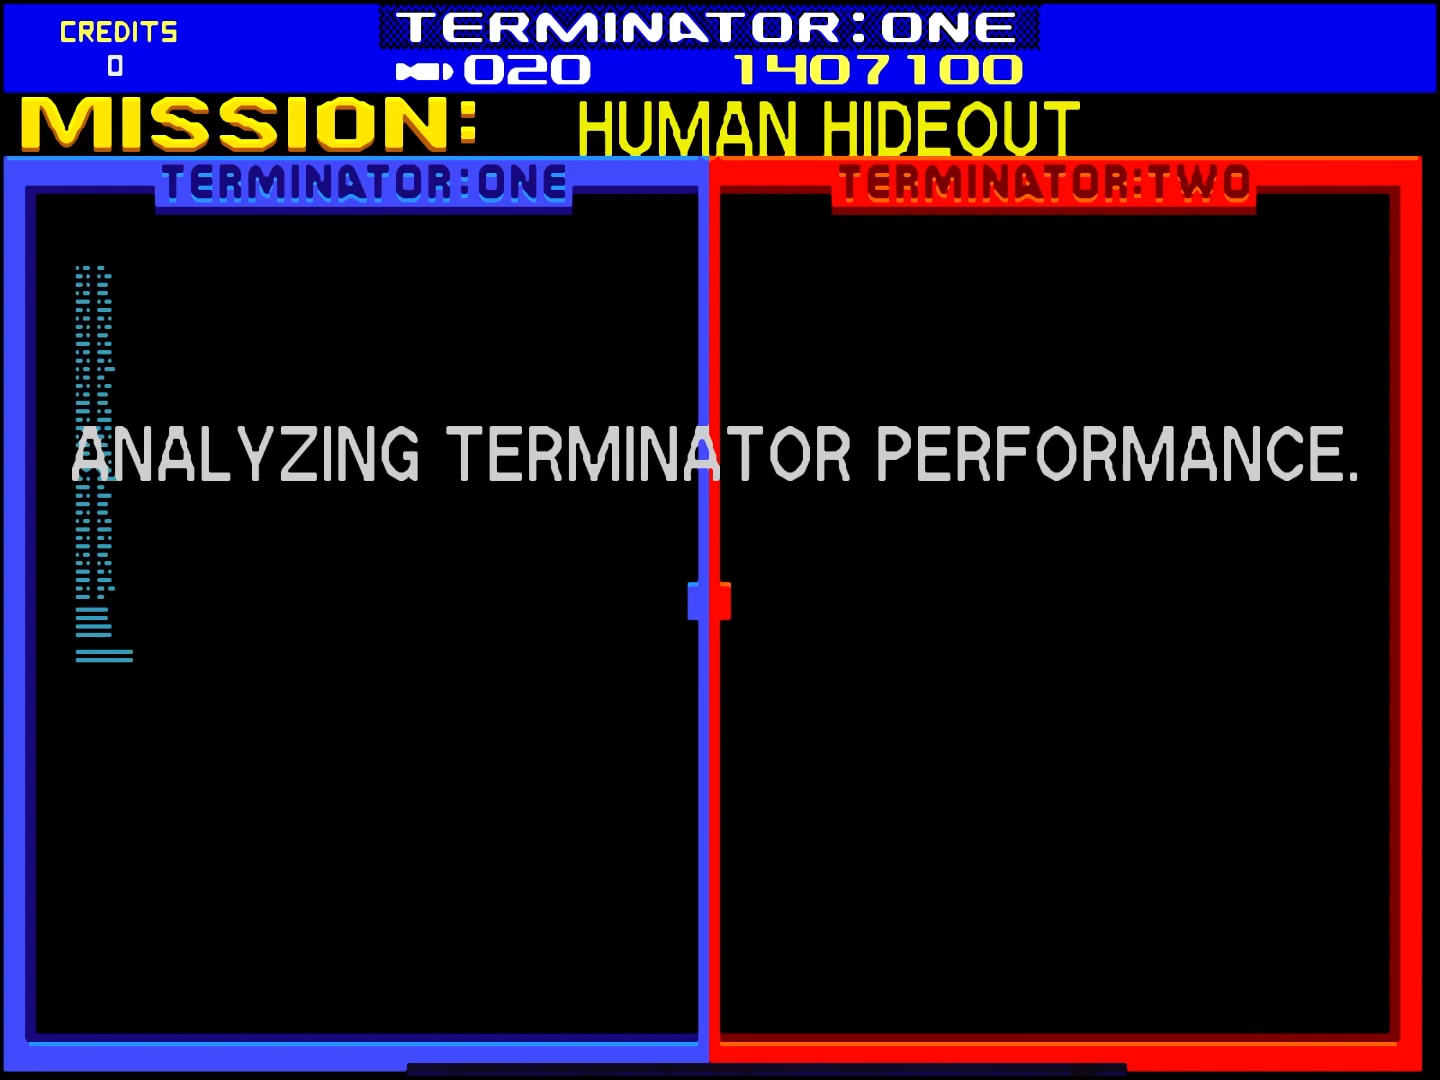 CREDITS
0
TERMINATOR:ONE
020 1407100
MISSION: HUMAN HIDEOUT
TERMINATOR:ONE TERMINATOR:TWO
ANALYZING TERMINATOR PERFORMANCE.